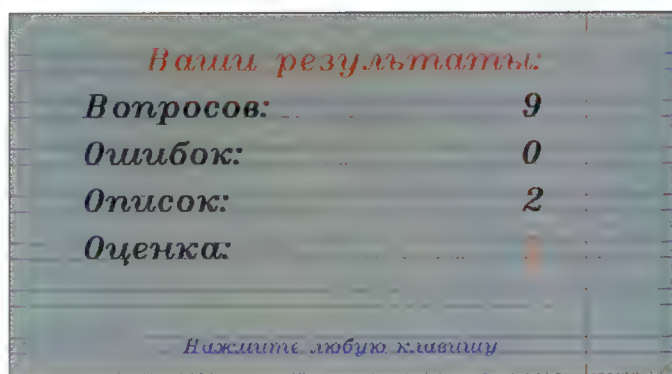 Ваши результаты:
Вопросов: 9
Ошибок: 0
Описок: 2
Оценка:
Нажмите любую клавишу